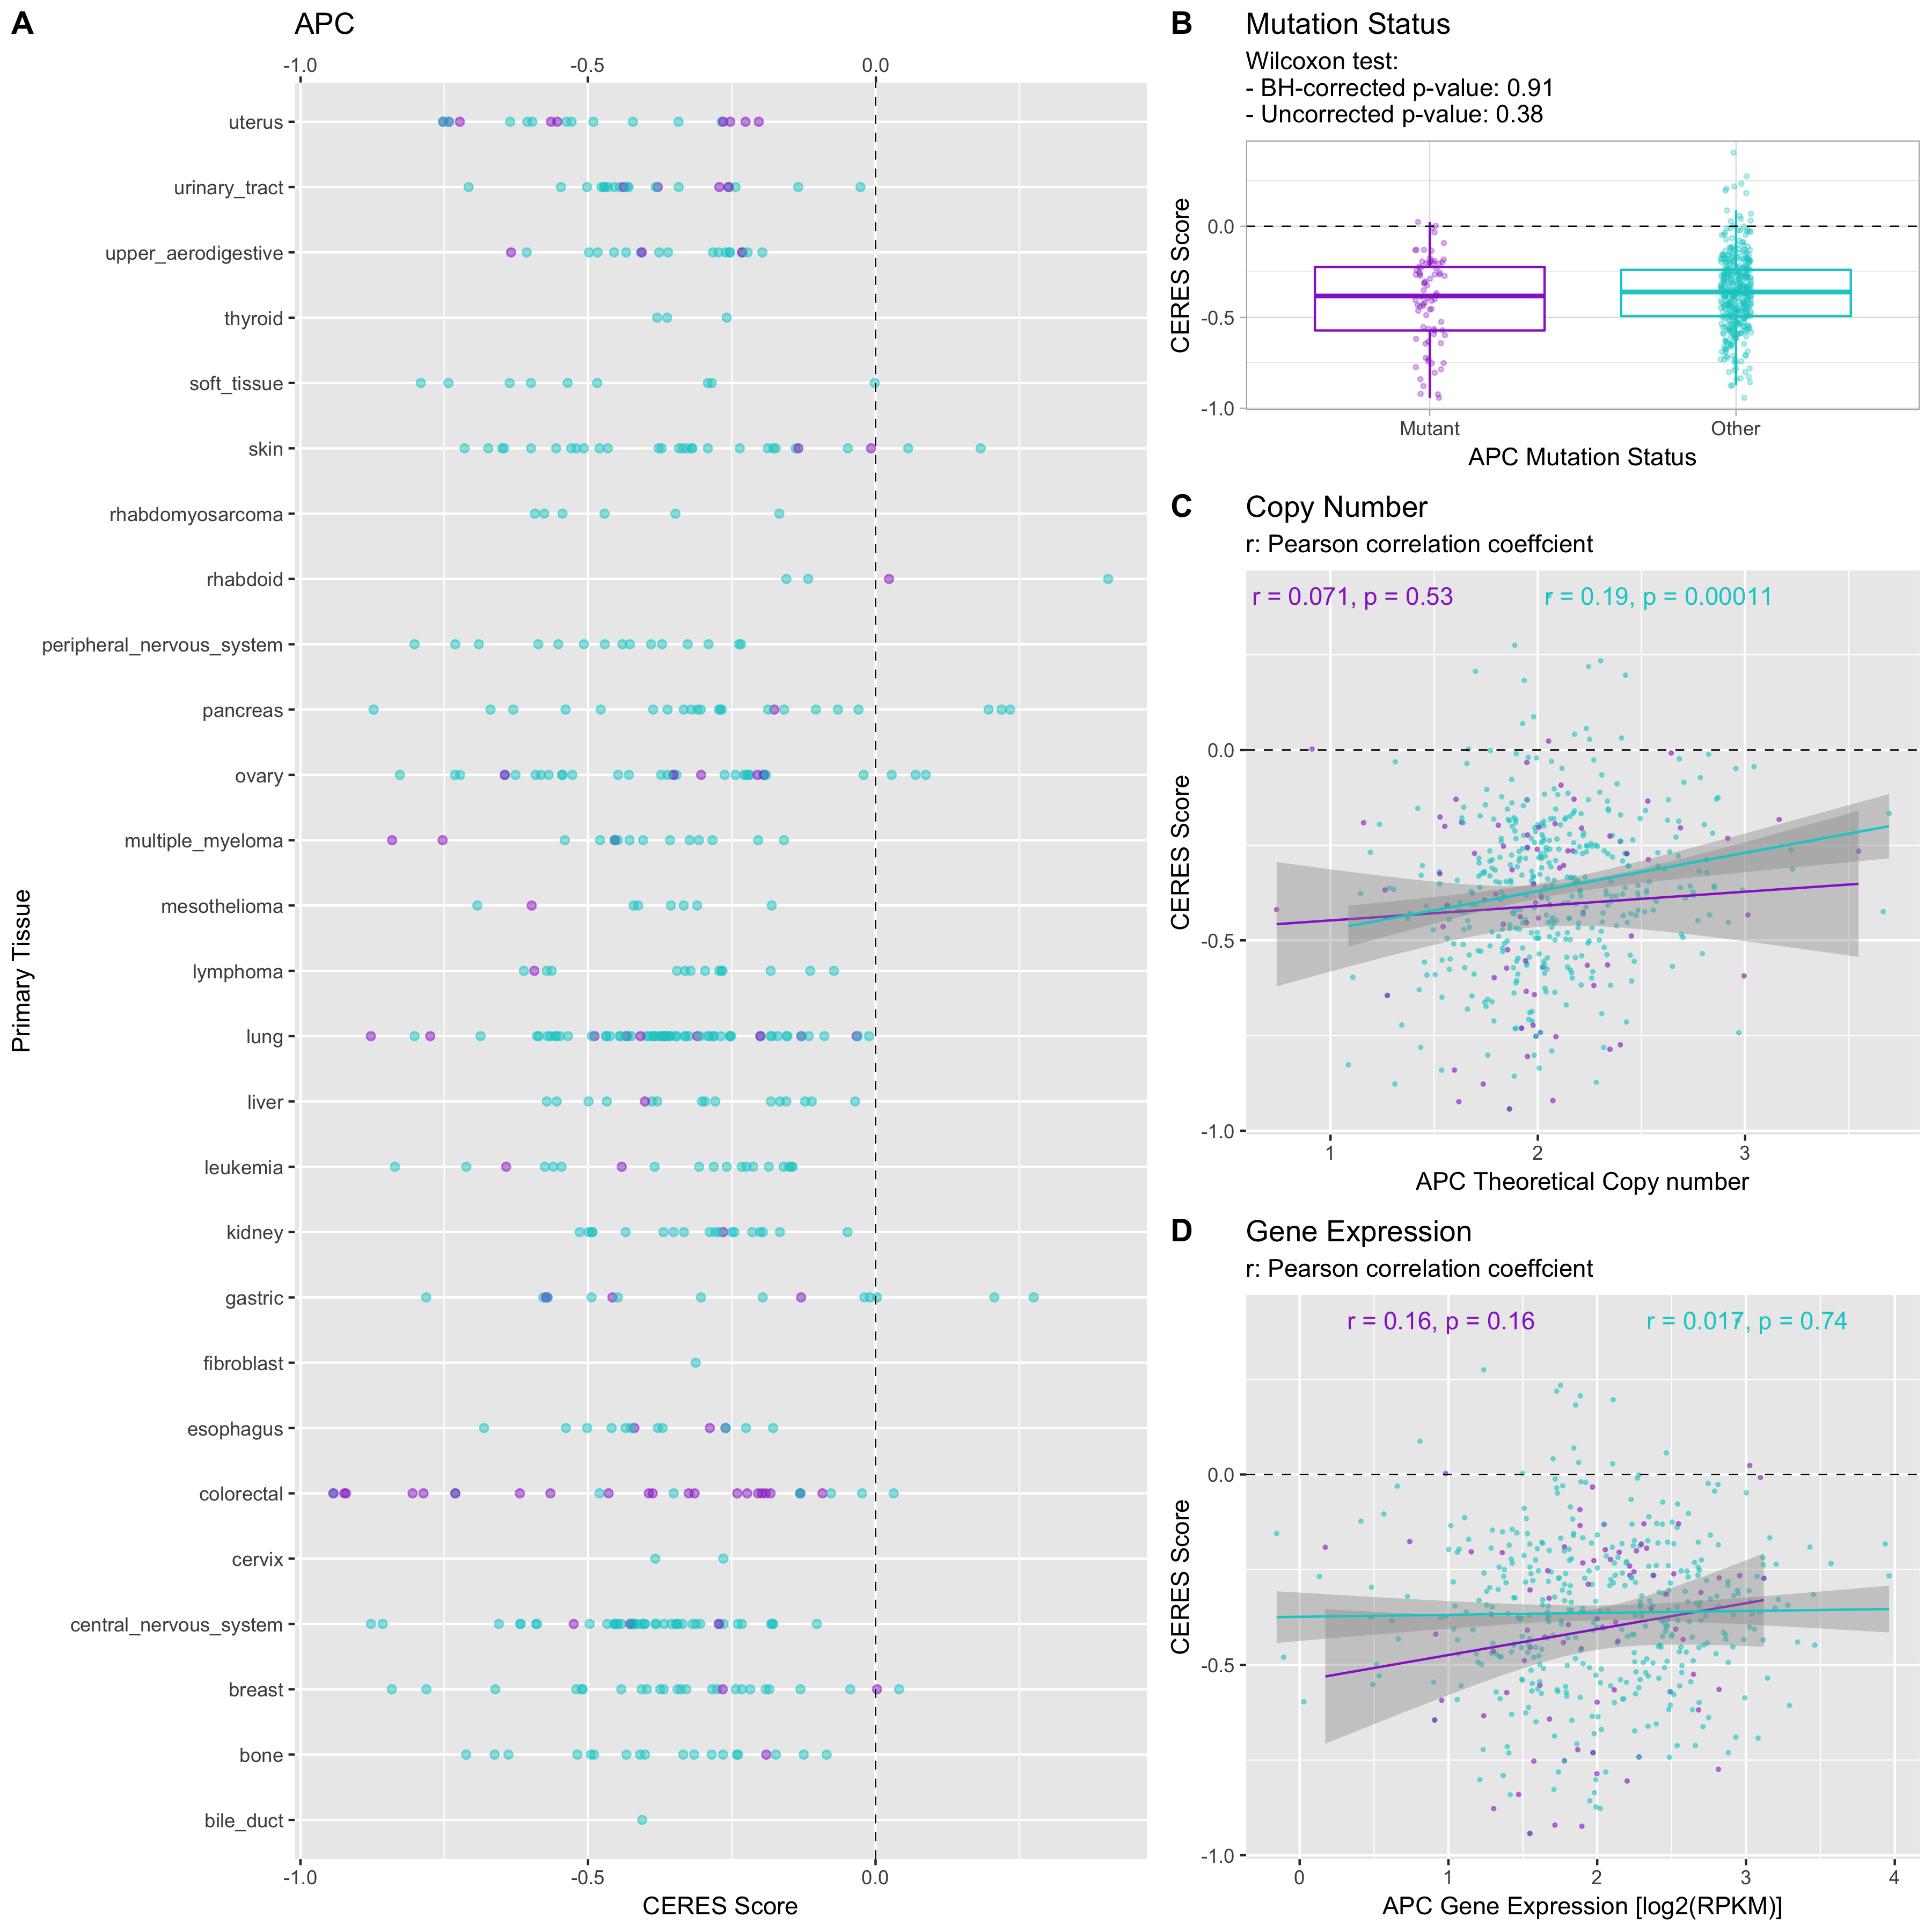 A
APC
-1.0 -0.5 0.0
uterus
urinary_tract
upper_aerodigestive
thyroid
soft_tissue
skin
rhabdomyosarcoma
rhabdoid
peripheral_nervous_system
pancreas
ovary
multiple_myeloma
mesothelioma
lymphoma
lung
liver
leukemia
kidney
gastric
fibroblast
esophagus
colorectal
cervix
central_nervous_system
breast
bone
bile_duct
Primary Tissue
-1.0 -0.5 0.0
CERES Score
B
Mutation Status
Wilcoxon test:
- BH-corrected p-value: 0.91
- Uncorrected p-value: 0.38
CERES Score
0.0
-0.5
-1.0
Mutant Other
APC Mutation Status
C
Copy Number
r: Pearson correlation coeffcient
r = 0.071, p = 0.53 r = 0.19, p = 0.00011
CERES Score
0.0
-0.5
-1.0
1 2 3
APC Theoretical Copy number
D
Gene Expression
r: Pearson correlation coeffcient
r = 0.16, p = 0.16 r = 0.017, p = 0.74
CERES Score
0.0
-0.5
-1.0
0 1 2 3 4
APC Gene Expression [log2(RPKM)]